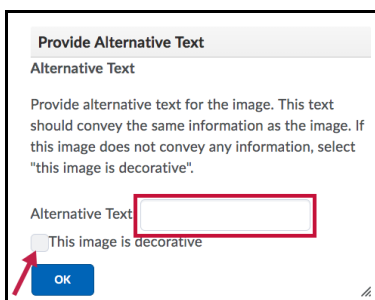 Provide Alternative Text
Alternative Text
Provide alternative text for the image. This text
should convey the same information as the image. If
this image does not convey any information, select
"this image is decorative".
Alternative Text
This image is decorative
OK